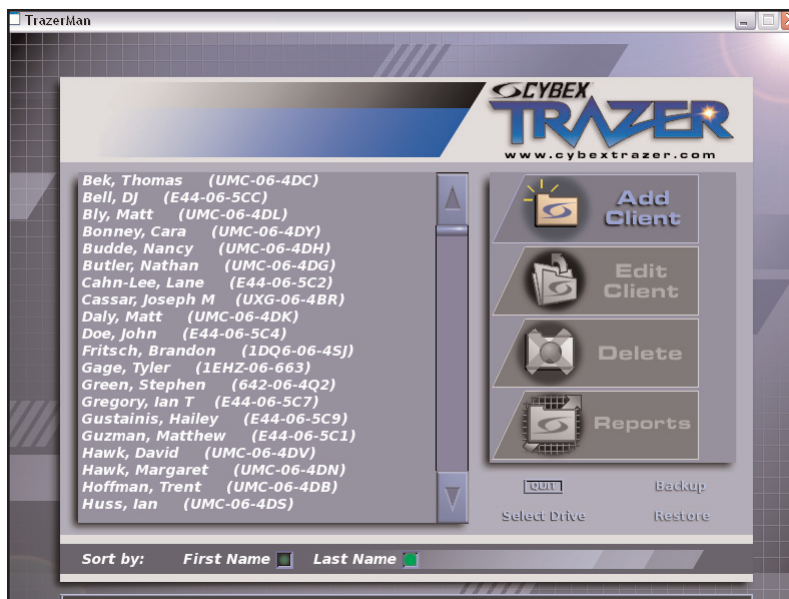 TrazerMan
CYBEX
TRAZER
www.cybextrazer.com
Bek, Thomas (UMC-06-4DC)
Bell, DJ (E44-06-5CC)
Bly, Matt (UMC-06-4DL)
Bonney, Cara (UMC-06-4DY)
Budde, Nancy (UMC-06-4DH)
Butler, Nathan (UMC-06-4DG)
Cahn-Lee, Lane (E44-06-5C2)
Cassar, Joseph M (UXG-06-4BR)
Daly, Matt (UMC-06-4DK)
Doe, John (E44-06-5C4)
Fritsch, Brandon (1DQ6-06-4SJ)
Gage, Tyler (1EHZ-06-663)
Green, Stephen (642-06-4Q2)
Gregory, Ian T (E44-06-5C7)
Gustainis, Hailey (E44-06-5C9)
Guzman, Matthew (E44-06-5C1)
Hawk, David (UMC-06-4DV)
Hawk, Margaret (UMC-06-4DN)
Hoffman, Trent (UMC-06-4DB)
Huss, Ian (UMC-06-4DS)
Add
Client
Edit
Client
Delete
Reports
QUIT Backup
Select Drive Restore
Sort by: First Name Last Name